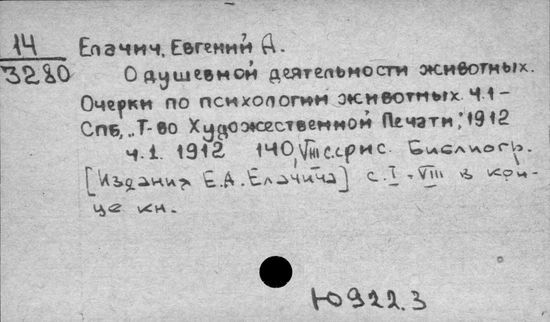 14
3280
Елачич, Евгений А.
О душевной деятельности животных.
Очерки по психологии животных. ч.1-
Спб, „Т-во Художественной Печати", 1912
ч.1. 1912 140, VIII с. с рис. Библиогр.
[Издания Е.А. Елачича] с. I-VIII в кон-
це кн.
Ю922.3